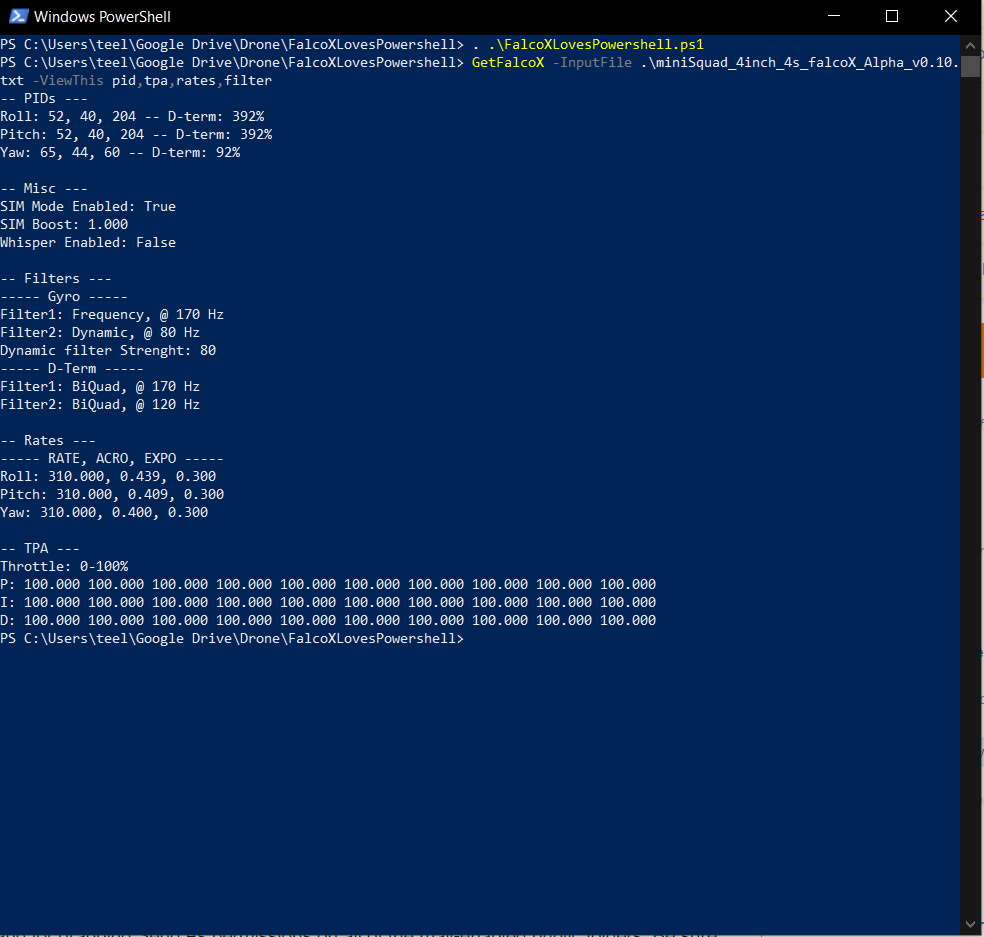 Windows PowerShell
PS C:\Users\teel\Google Drive\Drone\FalcoXLovesPowershell> . .\FalcoXLovesPowershell.ps1
PS C:\Users\teel\Google Drive\Drone\FalcoXLovesPowershell> GetFalcoX -InputFile .\miniSquad_4inch_4s_falcoX_Alpha_v0.10.
txt -ViewThis pid,tpa,rates,filter
-- PIDs ---
Roll: 52, 40, 204 -- D-term: 392%
Pitch: 52, 40, 204 -- D-term: 392%
Yaw: 65, 44, 60 -- D-term: 92%

-- Misc ---
SIM Mode Enabled: True
SIM Boost: 1.000
Whisper Enabled: False

-- Filters ---
----- Gyro -----
Filter1: Frequency, @ 170 Hz
Filter2: Dynamic, @ 80 Hz
Dynamic filter Strenght: 80
----- D-Term -----
Filter1: BiQuad, @ 170 Hz
Filter2: BiQuad, @ 120 Hz

-- Rates ---
----- RATE, ACRO, EXPO -----
Roll: 310.000, 0.439, 0.300
Pitch: 310.000, 0.409, 0.300
Yaw: 310.000, 0.400, 0.300

-- TPA ---
Throttle: 0-100%
P: 100.000 100.000 100.000 100.000 100.000 100.000 100.000 100.000 100.000 100.000
I: 100.000 100.000 100.000 100.000 100.000 100.000 100.000 100.000 100.000 100.000
D: 100.000 100.000 100.000 100.000 100.000 100.000 100.000 100.000 100.000 100.000
PS C:\Users\teel\Google Drive\Drone\FalcoXLovesPowershell>